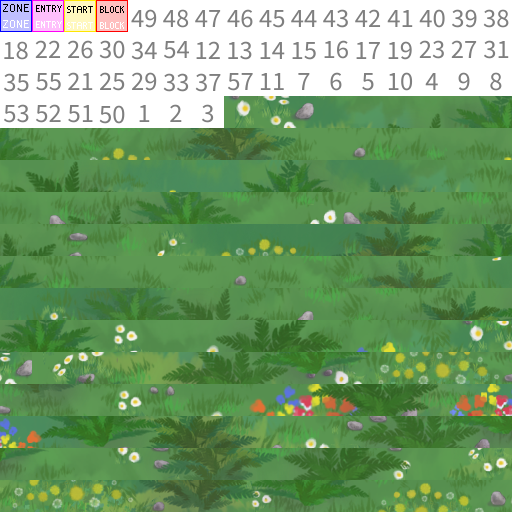 ZONE ENTRY START BLOCK 49 48 47 46 45 44 43 42 41 40 39 38
ZONE ENTRY START BLOCK
18 22 26 30 34 54 12 13 14 15 16 17 19 23 27 31
35 55 21 25 29 33 37 57 11 7 6 5 10 4 9 8
53 52 51 50 1 2 3